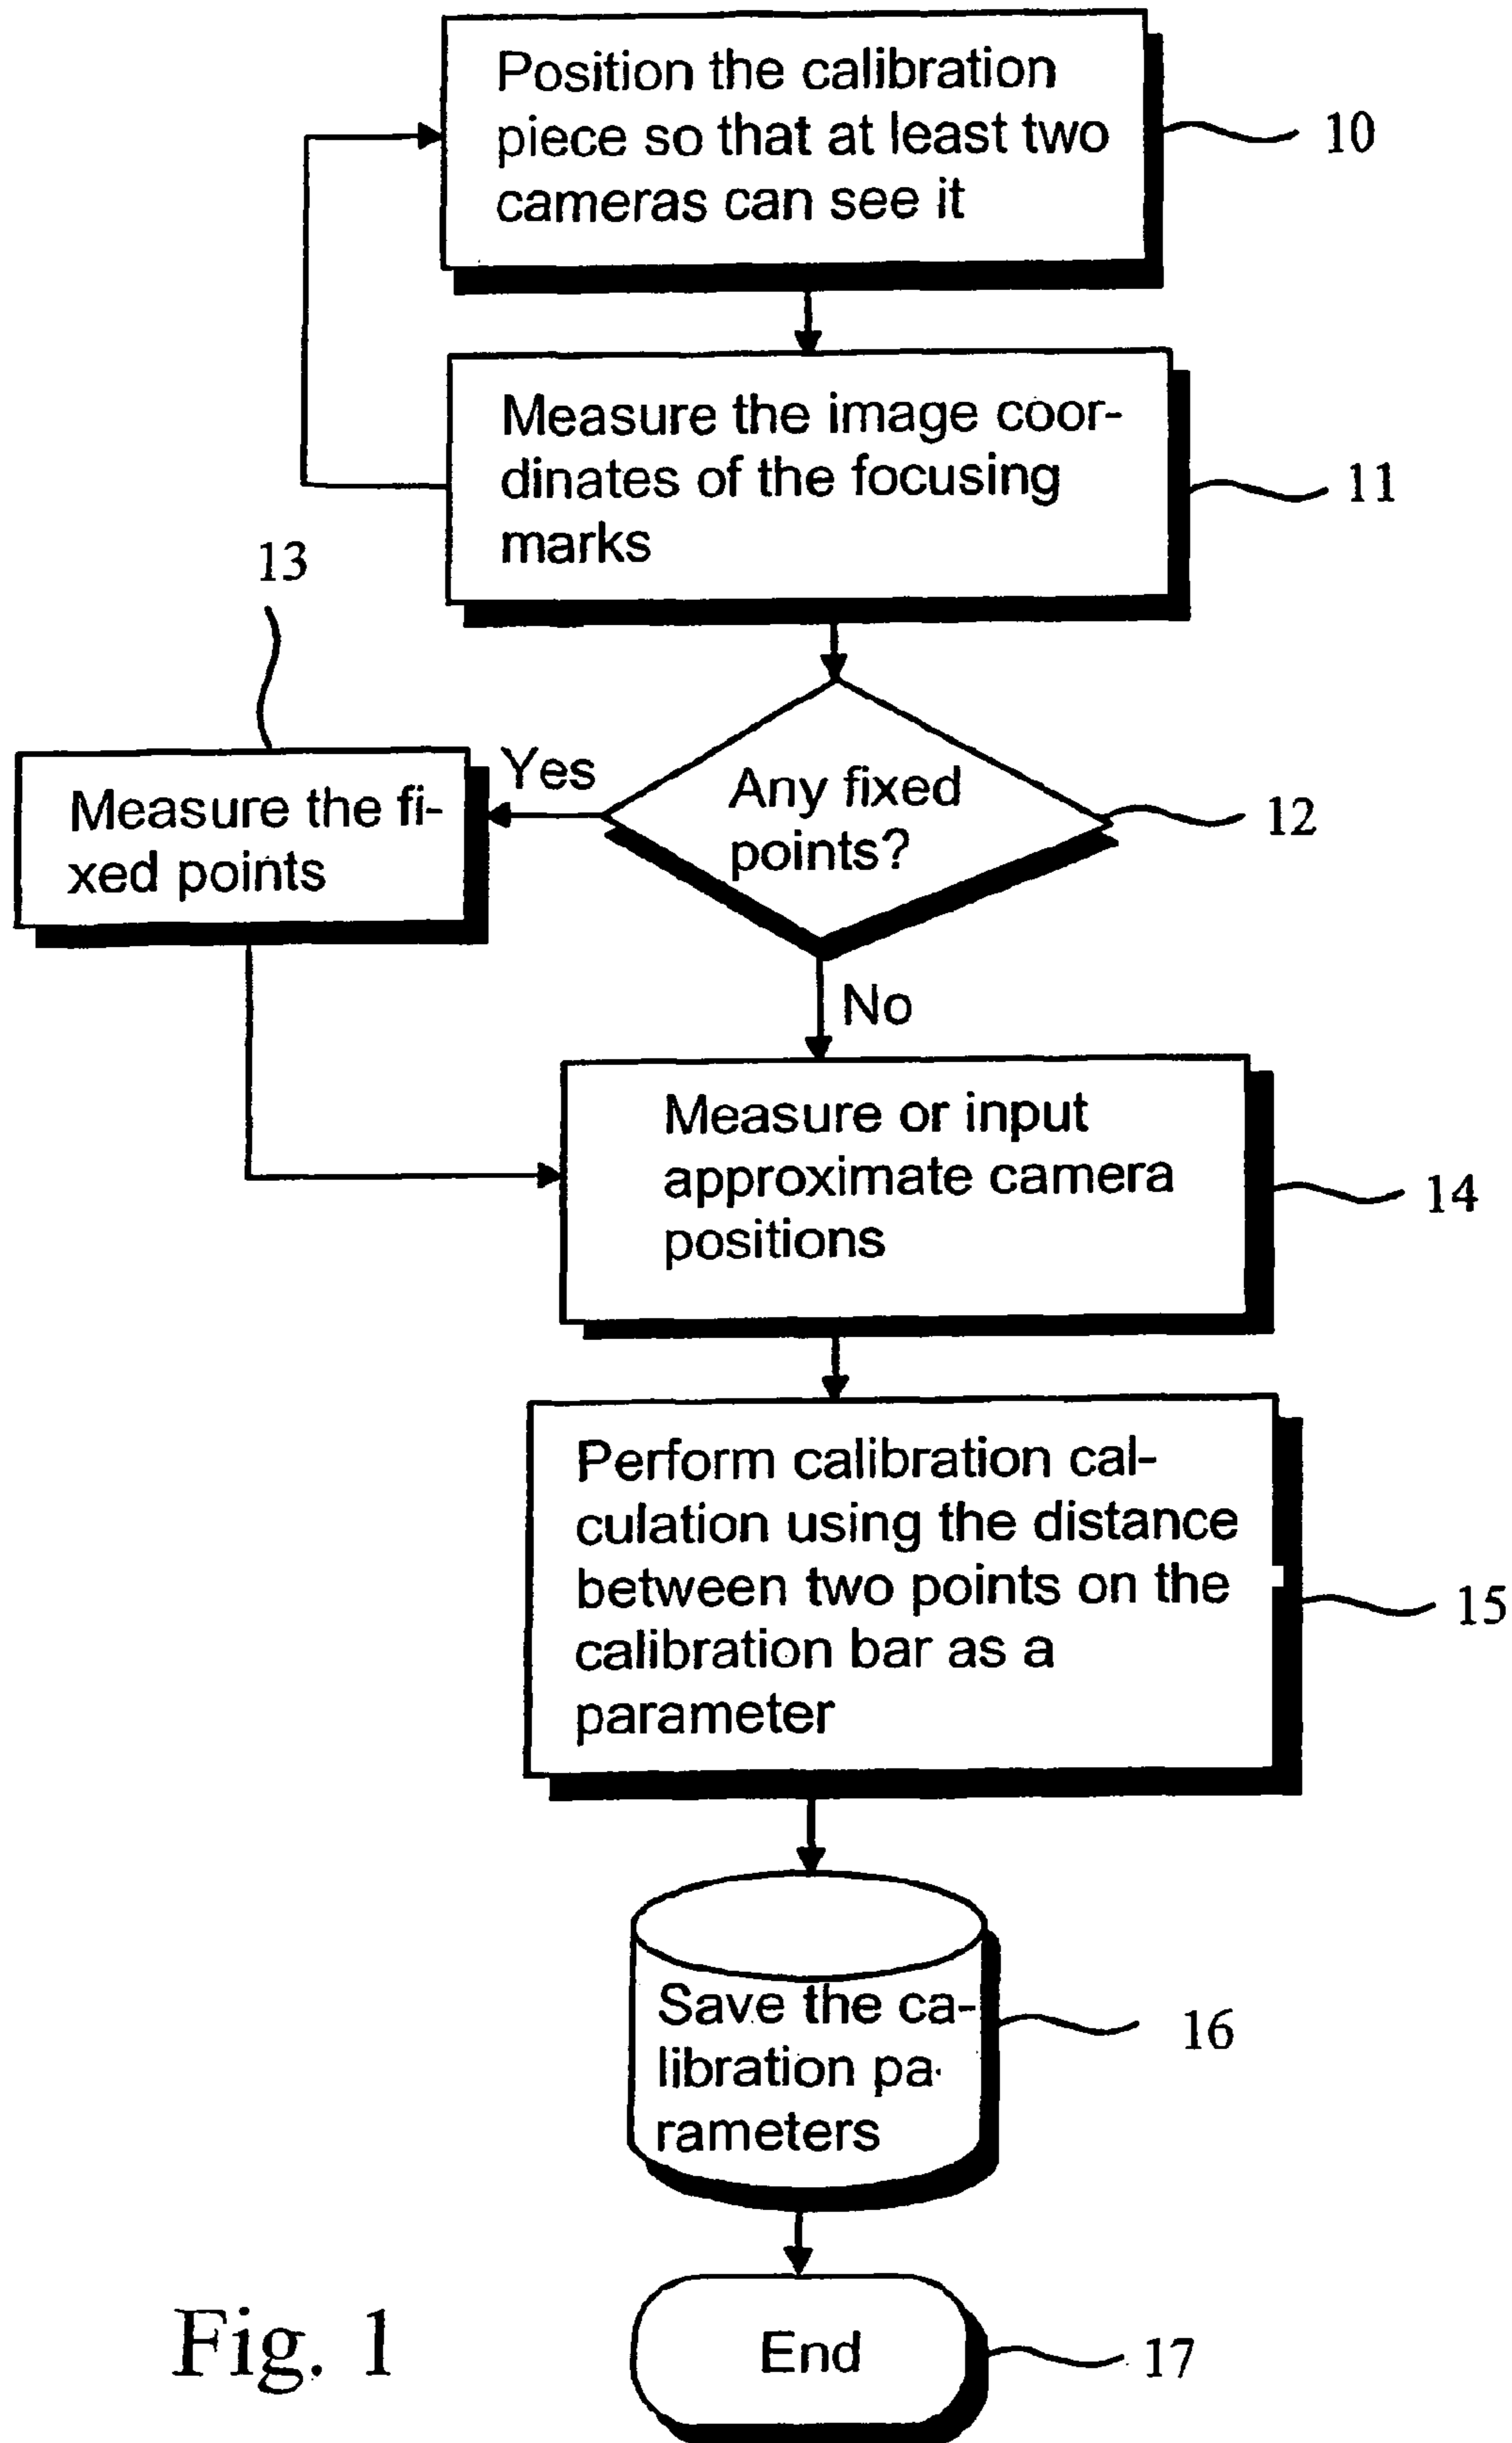 Position the calibration
piece so that at least two
cameras can see it
10
Measure the image coor-
dinates of the focusing
marks
11
13
Yes
Any fixed
points?
12
Measure the fi-
xed points
No
Measure or input
approximate camera
positions
14
Perform calibration cal-
culation using the distance
between two points on the
calibration bar as a
parameter
15
Save the ca-
libration pa-
rameters
16
End
17
Fig. 1